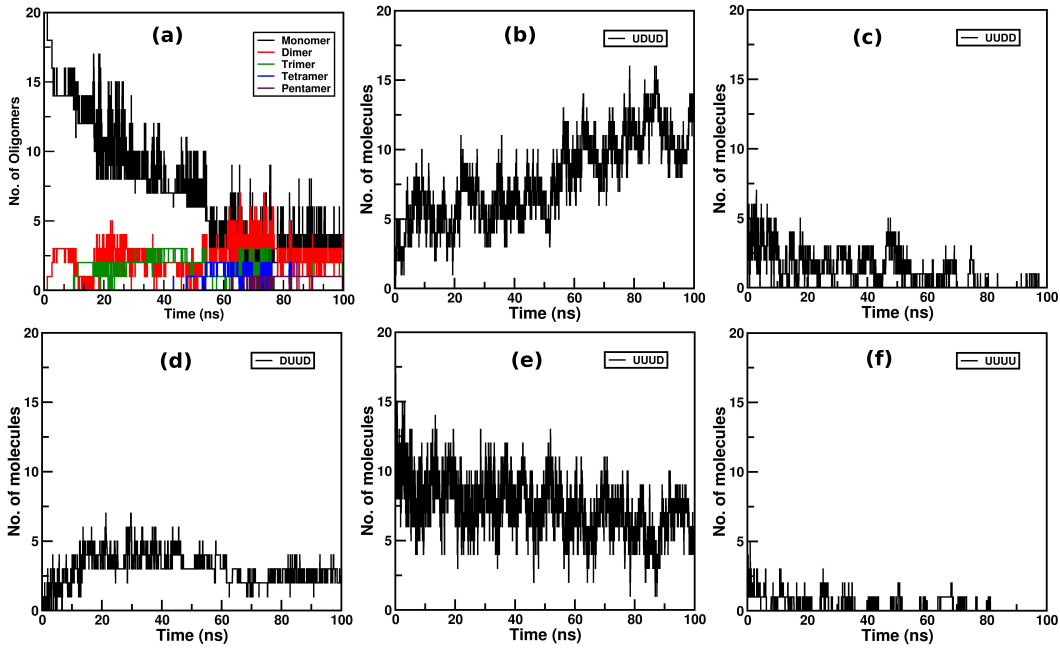 (a)
Monomer
Dimer
Trimer
Tetramer
Pentamer
No. of Oligomers
20
15
10
5
0
0 20 40 60 80 100
Time (ns)
(b)
UDUD
No. of molecules
20
15
10
5
0
0 20 40 60 80 100
Time (ns)
(c)
UUDD
No. of molecules
20
15
10
5
0
0 20 40 60 80 100
Time (ns)
(d)
DUUD
No. of molecules
20
15
10
5
0
0 20 40 60 80 100
Time (ns)
(e)
UUUD
No. of molecules
20
15
10
5
0
0 20 40 60 80 100
Time (ns)
(f)
UUUU
No. of molecules
20
15
10
5
0
0 20 40 60 80 100
Time (ns)